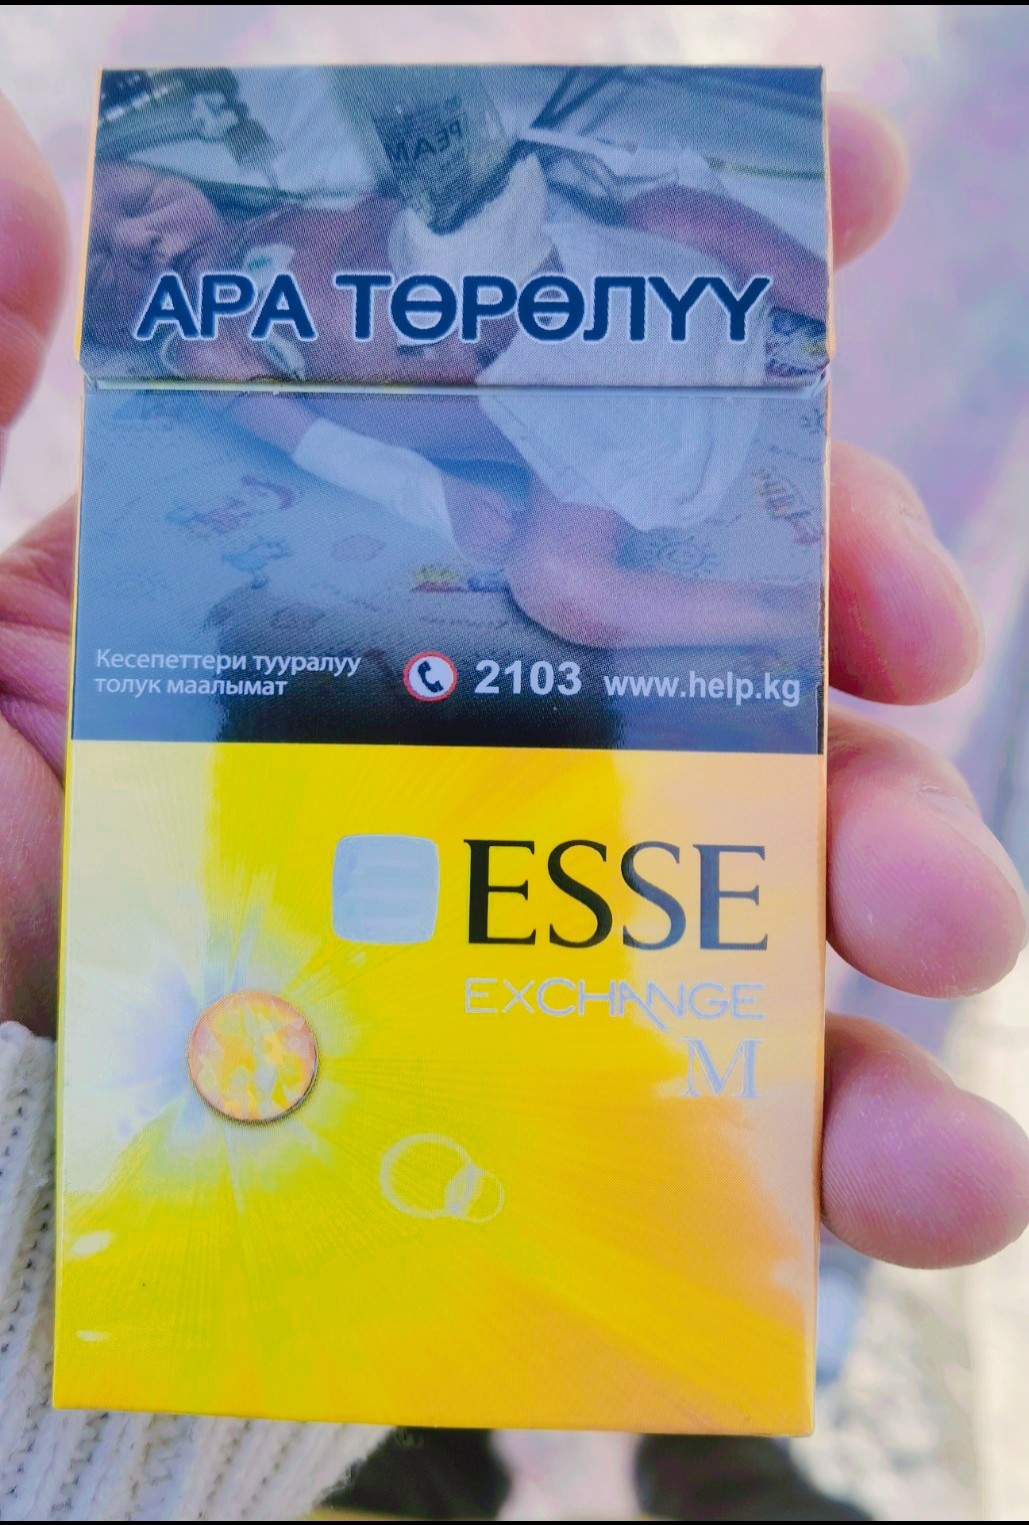 АРА ТӨРӨЛҮҮ
Кесепеттери тууралуу
толук маалымат
2103 www.help.kg
ESSE
EXCHANGE
M